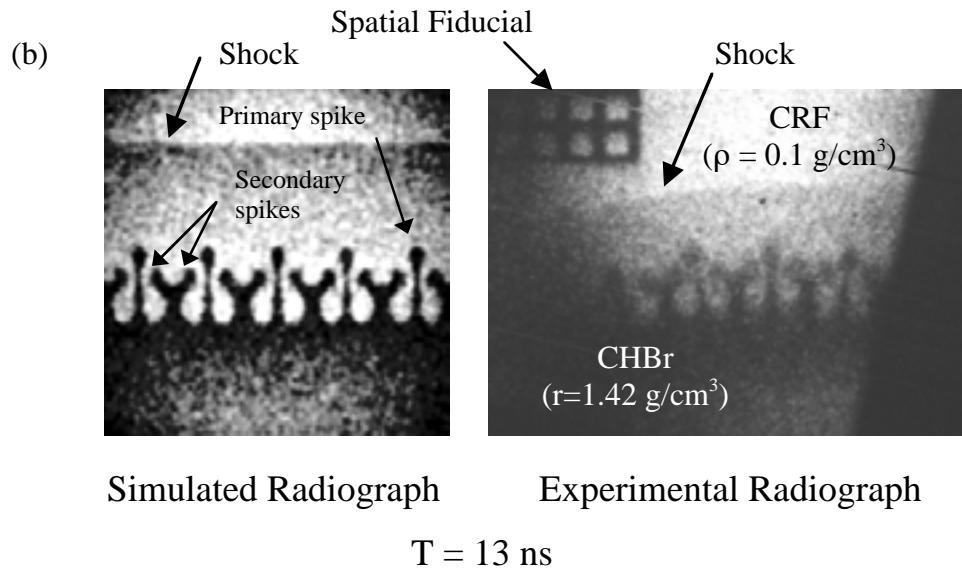 Spatial Fiducial
(b)
Shock
Shock
Primary spike
Secondary
spikes
CRF
(ρ = 0.1 g/cm³)
CHBr
(r=1.42 g/cm³)
Simulated Radiograph
Experimental Radiograph
T = 13 ns